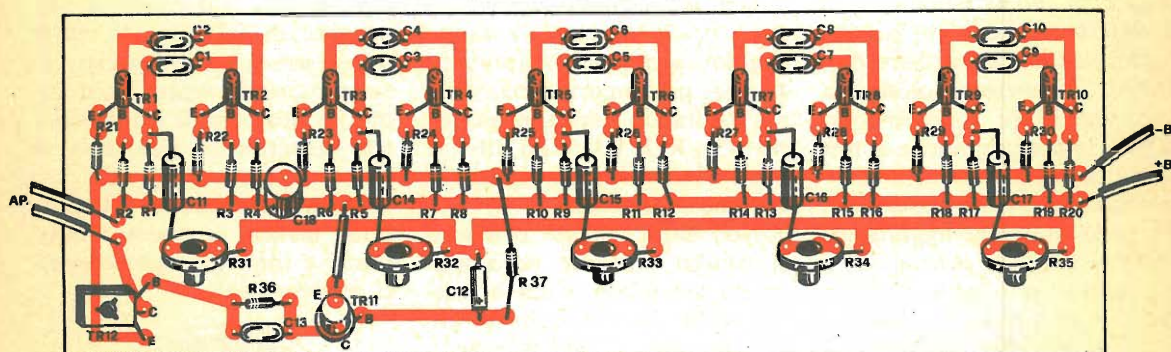 C2 C4 C6 C8 C10
C1 C3 C5 C7 C9
TR1 TR2 TR3 TR4 TR5 TR6 TR7 TR8 TR9 TR10
E B C E B C E B C E B C E B C E B C E B C E B C E B C E B C
R21 R22 R23 R24 R25 R26 R27 R28 R29 R30
-B
+B
AP.
R2 R1 C11 R3 R4 C18 R6 R5 C14 R7 R8 R10 R9 C15 R11 R12 R14 R13 C16 R15 R16 R18 R17 C17 R19 R20
R31 R32 R33 R34 R35
R36 E TR11 C12 R37
B C E TR12
C13 B C